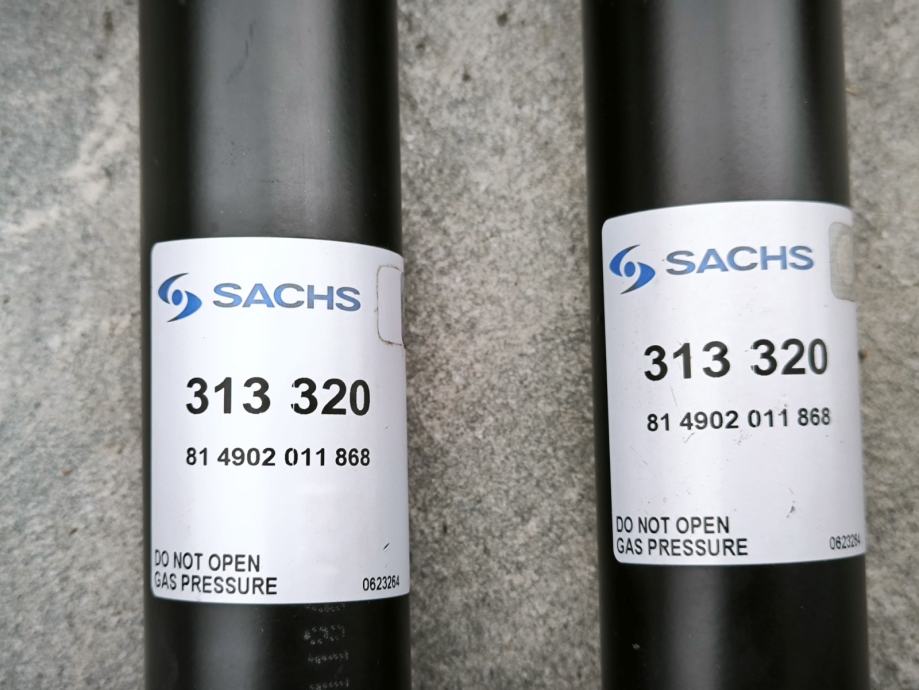 SACHS
313 320
81 4902 011 868
DO NOT OPEN
GAS PRESSURE
0623264
SACHS
313 320
81 4902 011 868
DO NOT OPEN
GAS PRESSURE
0623264